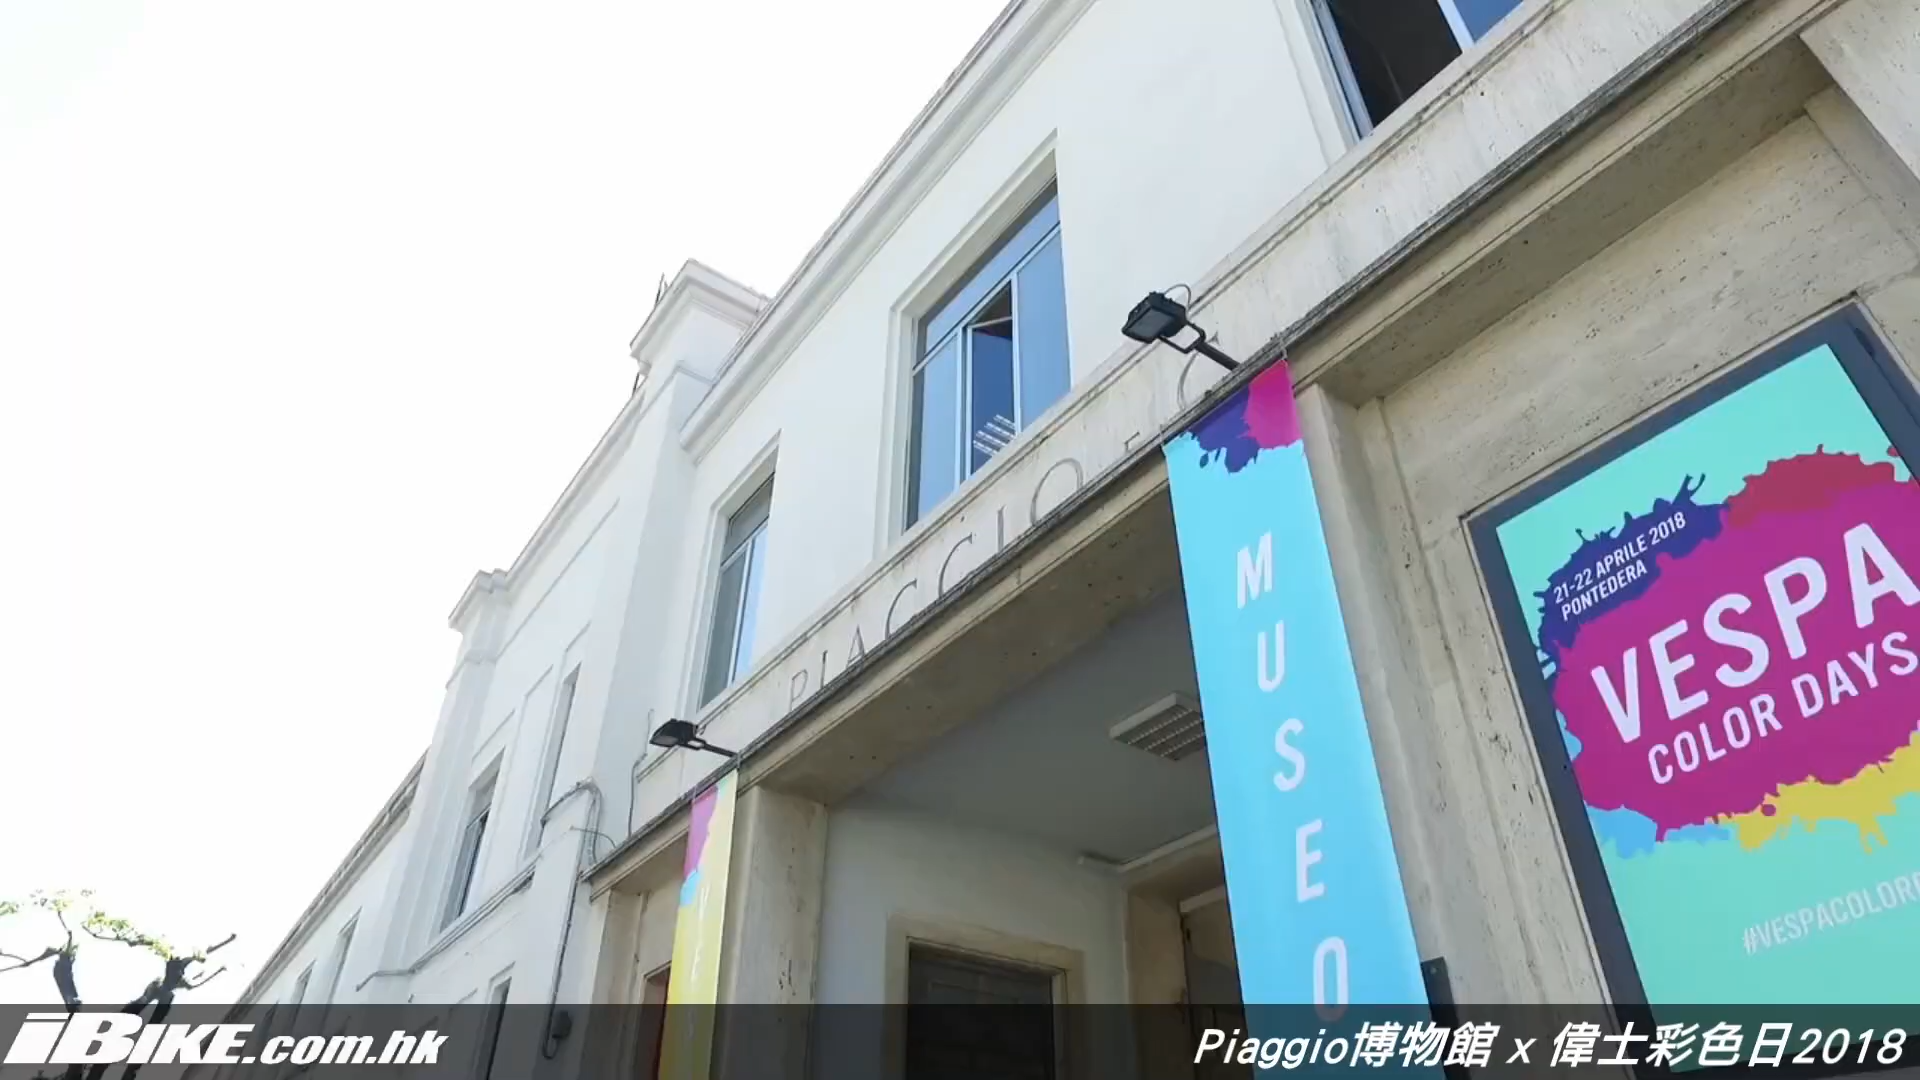 PIAGGIO
MUSEO
21-22 APRILE 2018
PONTEDERA
VESPA
COLOR DAYS
#VESPACOLOR
iBIKE.com.hk
Piaggio博物館 x 偉士彩色日2018